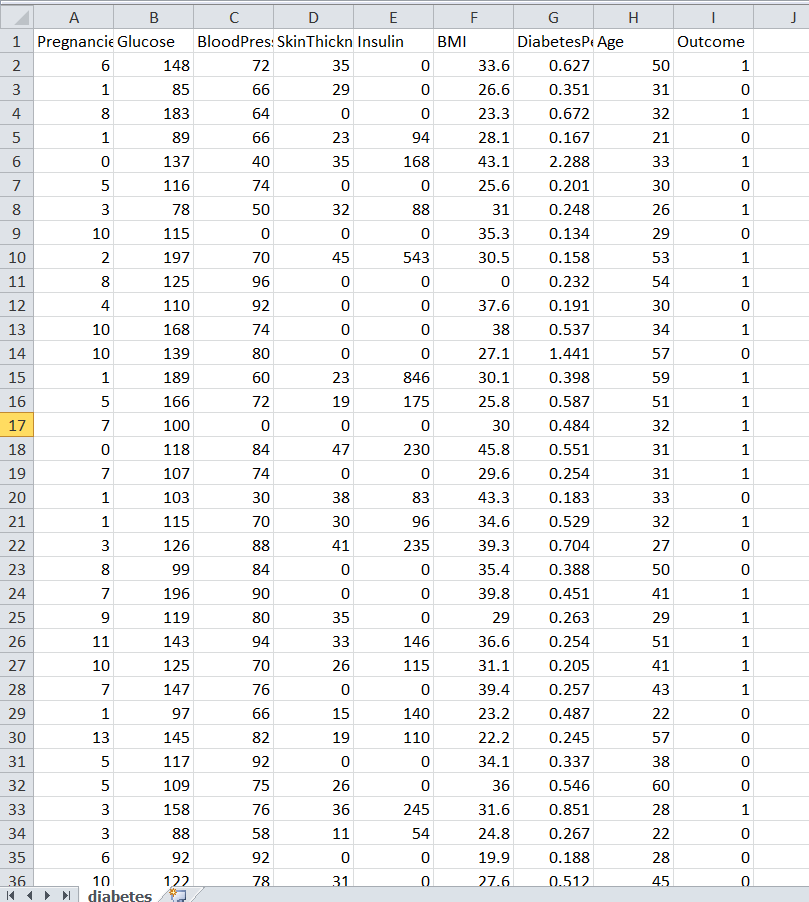 A B C D E F G H I J
1 Pregnancie Glucose BloodPress SkinThickn Insulin BMI DiabetesPe Age Outcome
2 6 148 72 35 0 33.6 0.627 50 1
3 1 85 66 29 0 26.6 0.351 31 0
4 8 183 64 0 0 23.3 0.672 32 1
5 1 89 66 23 94 28.1 0.167 21 0
6 0 137 40 35 168 43.1 2.288 33 1
7 5 116 74 0 0 25.6 0.201 30 0
8 3 78 50 32 88 31 0.248 26 1
9 10 115 0 0 0 35.3 0.134 29 0
10 2 197 70 45 543 30.5 0.158 53 1
11 8 125 96 0 0 0 0.232 54 1
12 4 110 92 0 0 37.6 0.191 30 0
13 10 168 74 0 0 38 0.537 34 1
14 10 139 80 0 0 27.1 1.441 57 0
15 1 189 60 23 846 30.1 0.398 59 1
16 5 166 72 19 175 25.8 0.587 51 1
17 7 100 0 0 0 30 0.484 32 1
18 0 118 84 47 230 45.8 0.551 31 1
19 7 107 74 0 0 29.6 0.254 31 1
20 1 103 30 38 83 43.3 0.183 33 0
21 1 115 70 30 96 34.6 0.529 32 1
22 3 126 88 41 235 39.3 0.704 27 0
23 8 99 84 0 0 35.4 0.388 50 0
24 7 196 90 0 0 39.8 0.451 41 1
25 9 119 80 35 0 29 0.263 29 1
26 11 143 94 33 146 36.6 0.254 51 1
27 10 125 70 26 115 31.1 0.205 41 1
28 7 147 76 0 0 39.4 0.257 43 1
29 1 97 66 15 140 23.2 0.487 22 0
30 13 145 82 19 110 22.2 0.245 57 0
31 5 117 92 0 0 34.1 0.337 38 0
32 5 109 75 26 0 36 0.546 60 0
33 3 158 76 36 245 31.6 0.851 28 1
34 3 88 58 11 54 24.8 0.267 22 0
35 6 92 92 0 0 19.9 0.188 28 0
36 10 122 78 31 0 27.6 0.512 45 0
diabetes